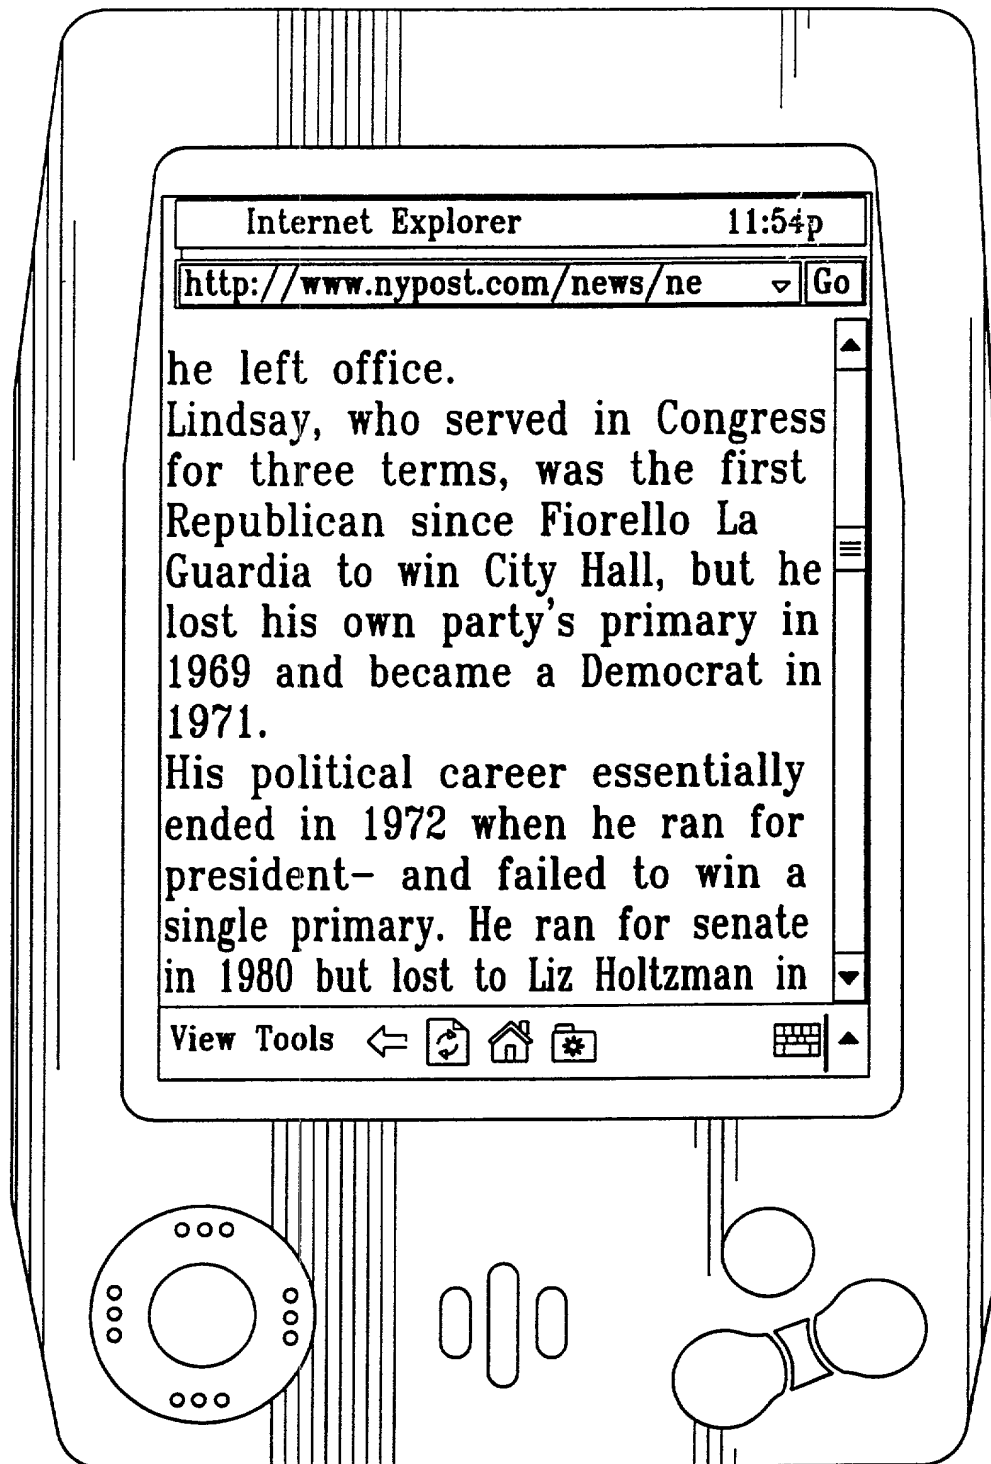 Internet Explorer 11:54p
http://www.nypost.com/news/ne Go
he left office.
Lindsay, who served in Congress
for three terms, was the first
Republican since Fiorello La
Guardia to win City Hall, but he
lost his own party's primary in
1969 and became a Democrat in
1971.
His political career essentially
ended in 1972 when he ran for
president– and failed to win a
single primary. He ran for senate
in 1980 but lost to Liz Holtzman in
View Tools